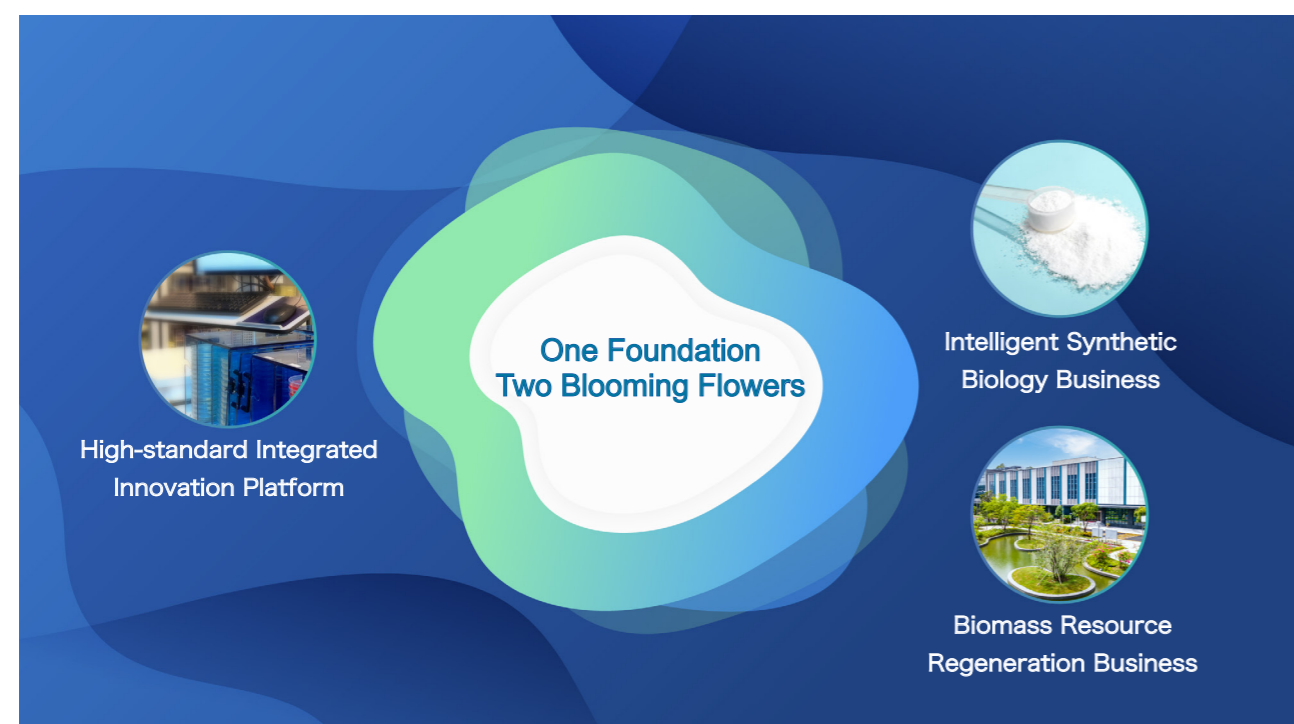 One Foundation
Two Blooming Flowers
High-standard Integrated
Innovation Platform
Intelligent Synthetic
Biology Business
Biomass Resource
Regeneration Business